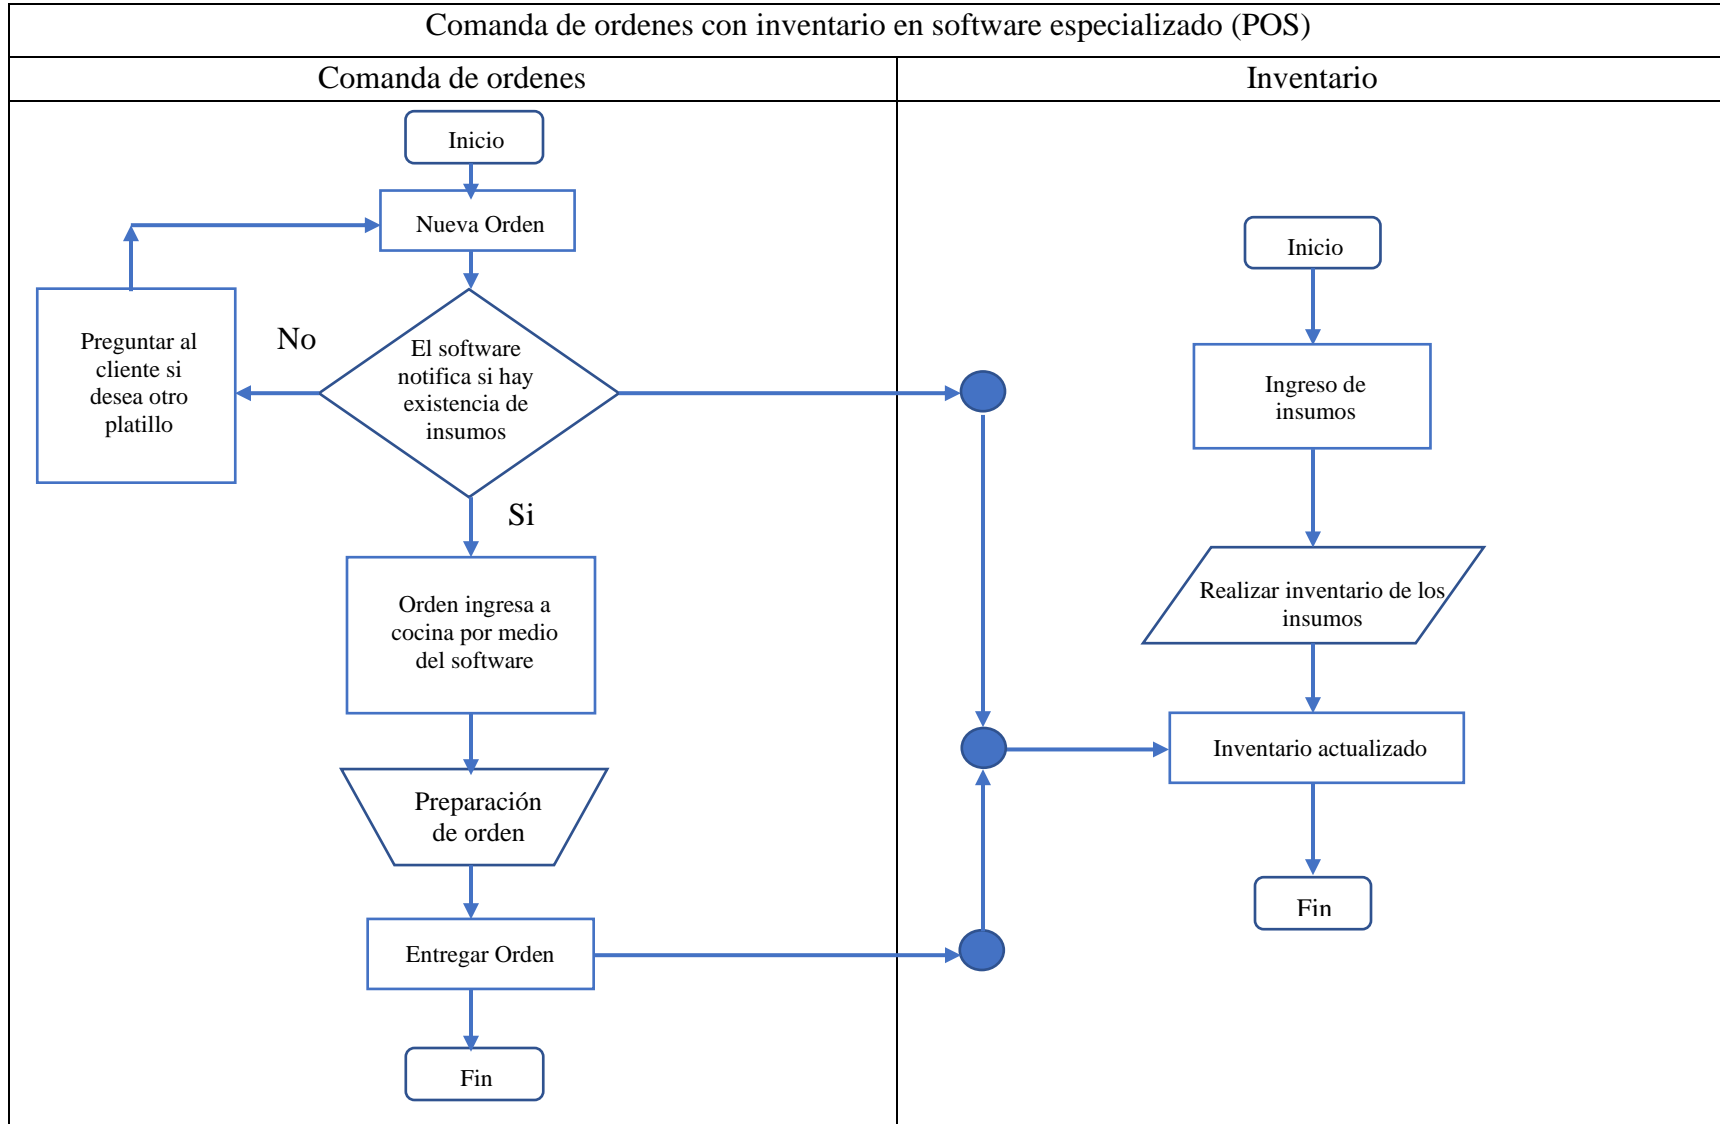 Comanda de ordenes con inventario en software especializado (POS)
Comanda de ordenes
Inventario
Inicio
Nueva Orden
Preguntar al
cliente si
desea otro
platillo
No
El software
notifica si hay
existencia de
insumos
Si
Orden ingresa a
cocina por medio
del software
Preparación
de orden
Entregar Orden
Fin
Inicio
Ingreso de
insumos
Realizar inventario de los
insumos
Inventario actualizado
Fin